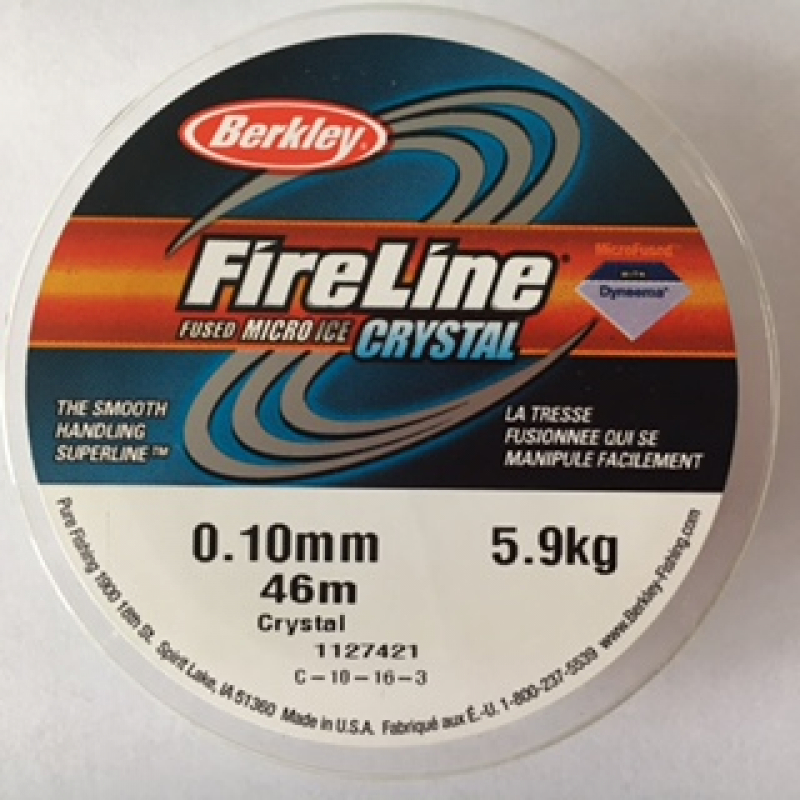 Berkley
FireLine®
FUSED MICRO ICE CRYSTAL
MicroFused™
WITH
Dyneema®
THE SMOOTH
HANDLING
SUPERLINE™
LA TRESSE
FUSIONNEE QUI SE
MANIPULE FACILEMENT
0.10mm 5.9kg
46m
Crystal
1127421
C-10-16-3
Pure Fishing 1900 18th St. Spirit Lake, IA 51360 Made in U.S.A. Fabriqué aux É.-U. 1-800-237-5539 www.Berkley-Fishing.com